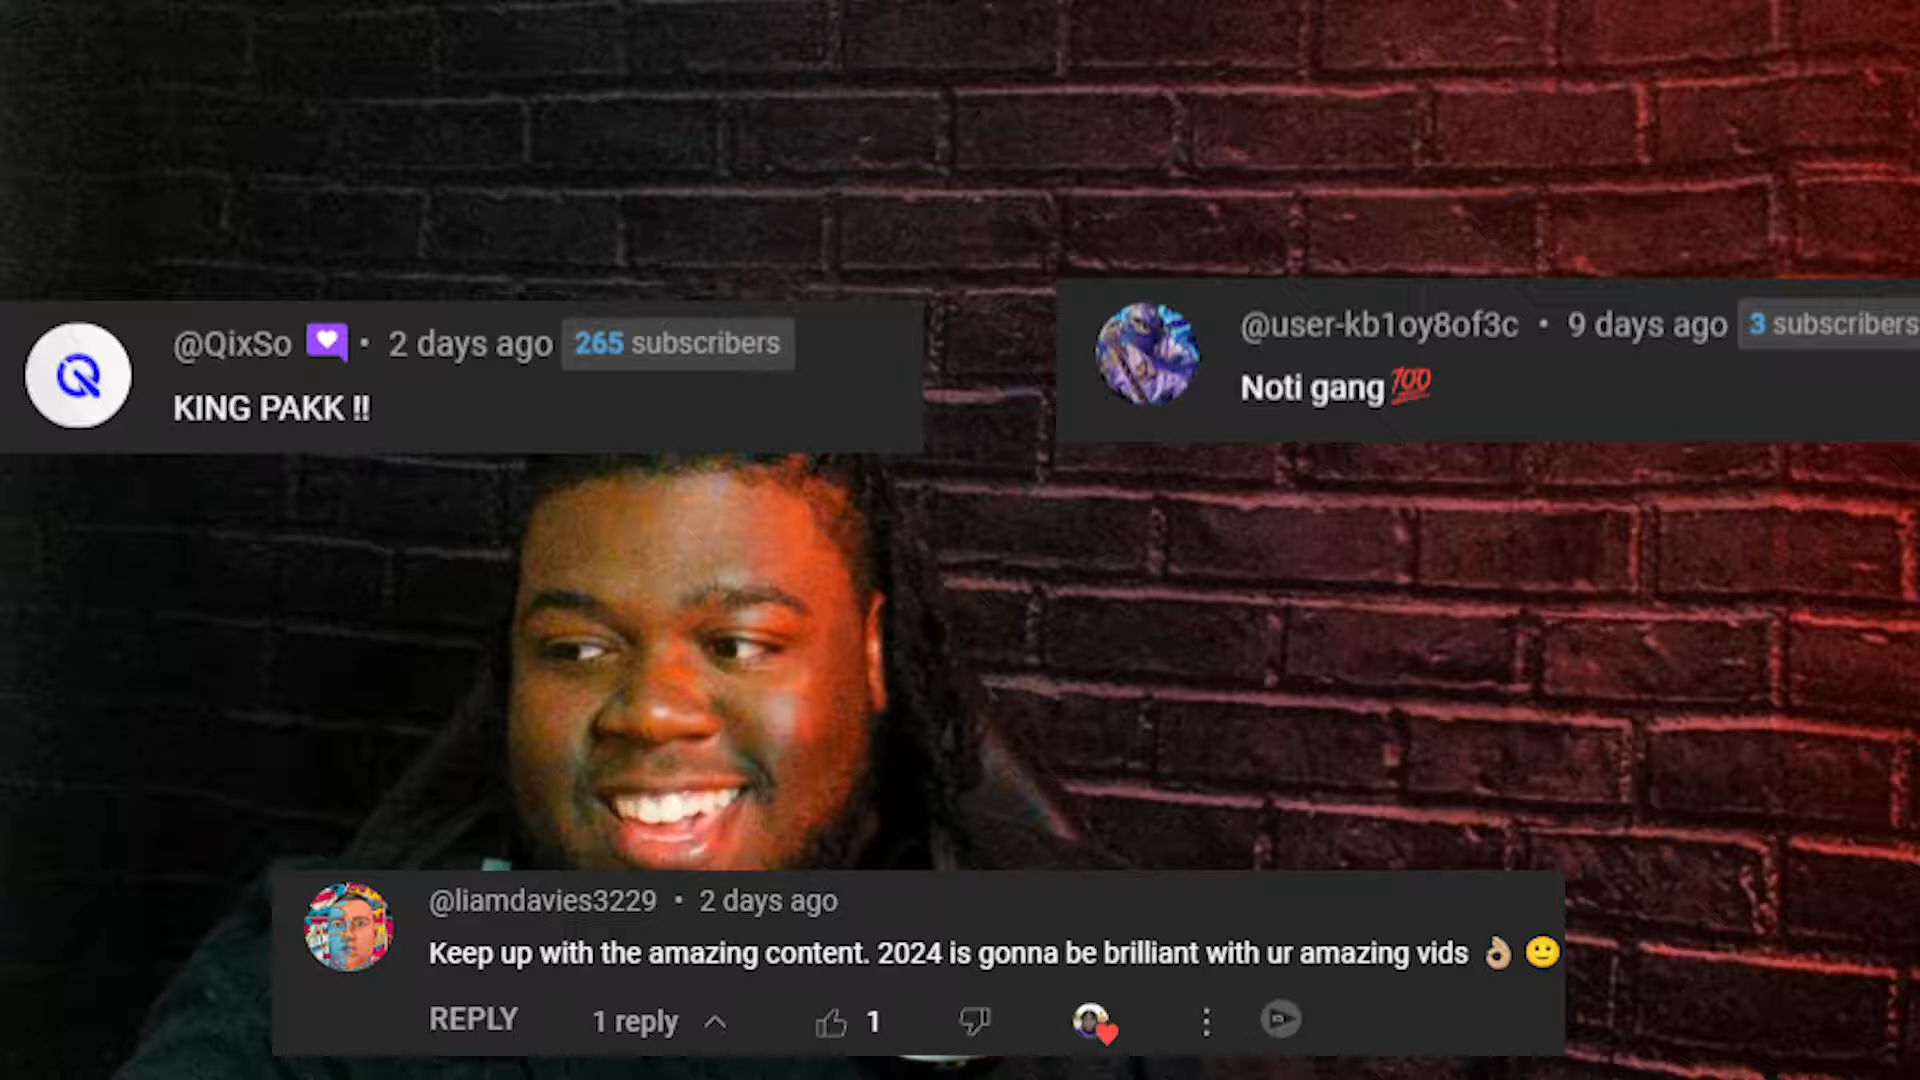 @QixSo • 2 days ago 265 subscribers
KING PAKK !!
@user-kb1oy8of3c • 9 days ago 3 subscribers
Noti gang💯
@liamdavies3229 • 2 days ago
Keep up with the amazing content. 2024 is gonna be brilliant with ur amazing vids 👌🏼 🙂
REPLY 1 reply 1